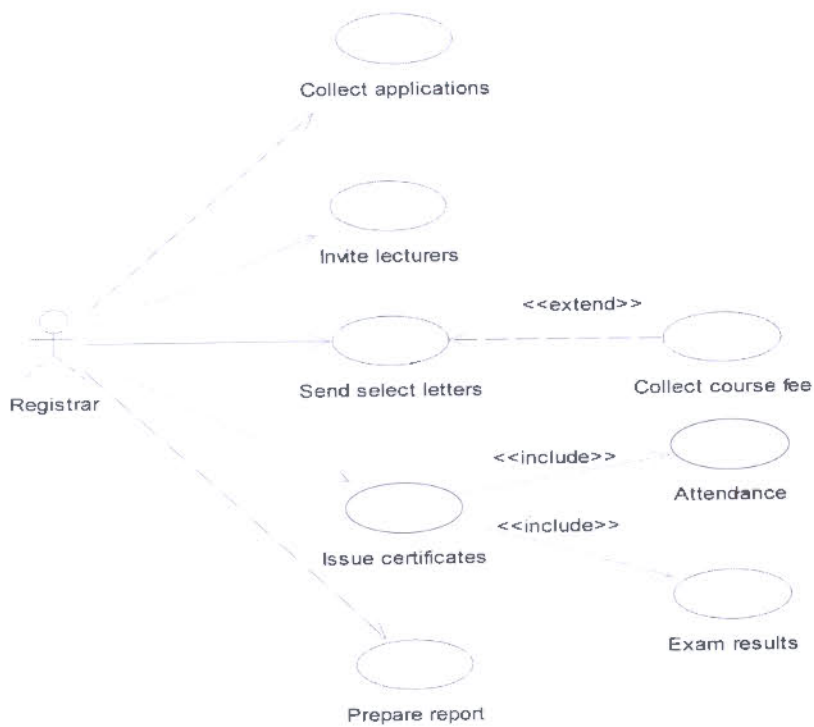 Collect applications
Invite lecturers
<<extend>>
Registrar
Send select letters
Collect course fee
<<include>>
Attendance
<<include>>
Issue certificates
Exam results
Prepare report